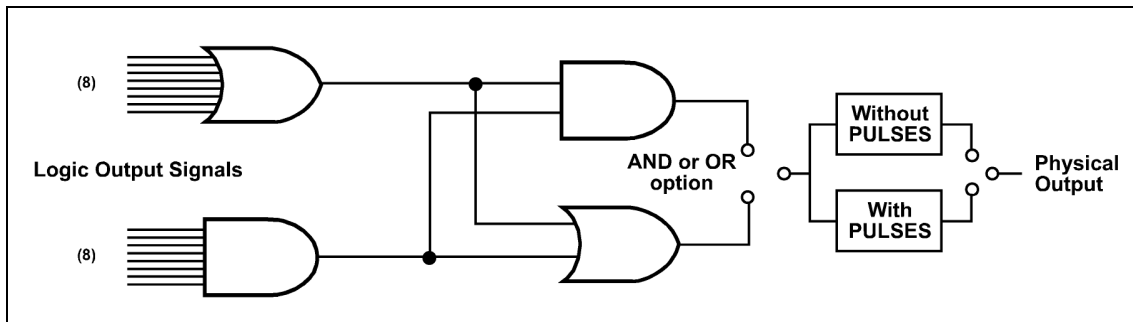 (8)
Logic Output Signals
(8)
AND or OR
option
Without
PULSES
With
PULSES
Physical
Output